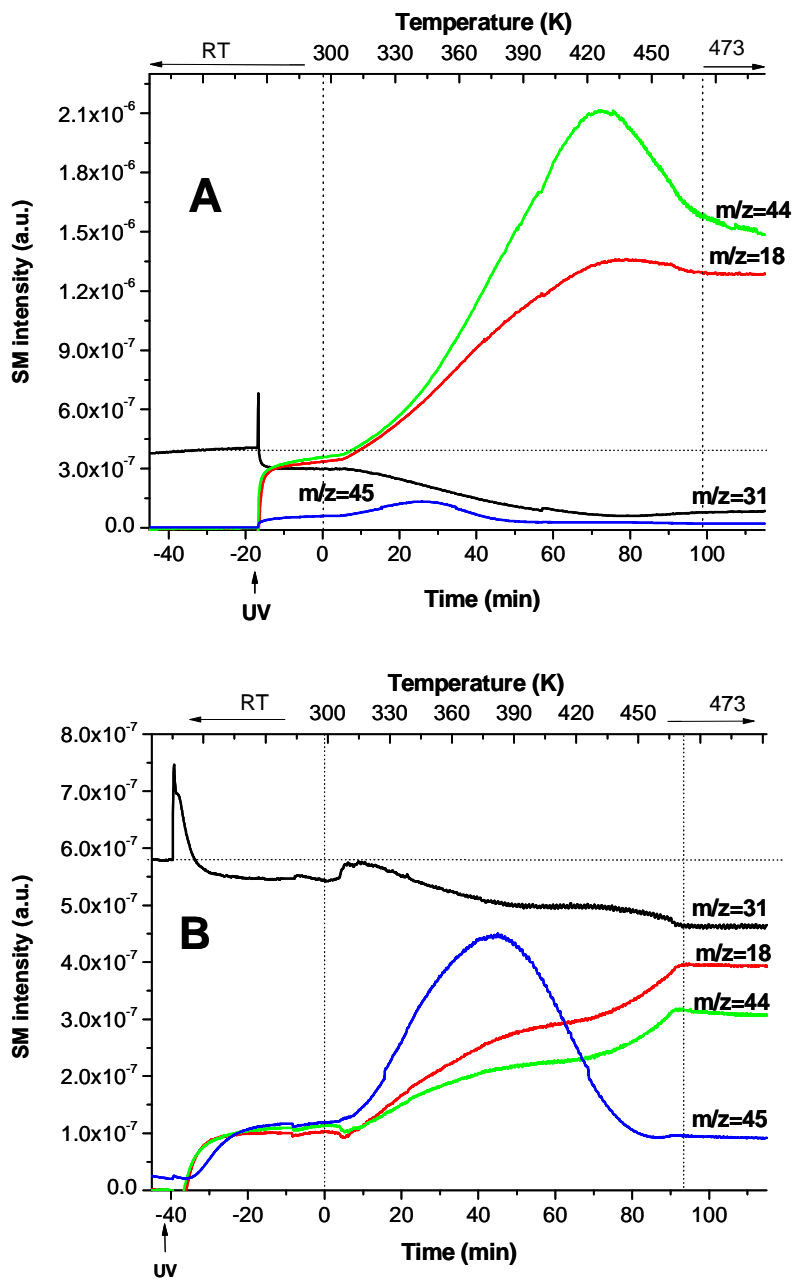 Temperature (K)
RT 300 330 360 390 420 450 473
2.1x10⁻⁶
1.8x10⁻⁶
1.5x10⁻⁶
1.2x10⁻⁶
9.0x10⁻⁷
6.0x10⁻⁷
3.0x10⁻⁷
0.0
SM intensity (a.u.)
A
m/z=44
m/z=18
m/z=45
m/z=31
-40 -20 0 20 40 60 80 100
UV
Time (min)
Temperature (K)
RT 300 330 360 390 420 450 473
8.0x10⁻⁷
7.0x10⁻⁷
6.0x10⁻⁷
5.0x10⁻⁷
4.0x10⁻⁷
3.0x10⁻⁷
2.0x10⁻⁷
1.0x10⁻⁷
0.0
SM intensity (a.u.)
B
m/z=31
m/z=18
m/z=44
m/z=45
-40 -20 0 20 40 60 80 100
UV
Time (min)